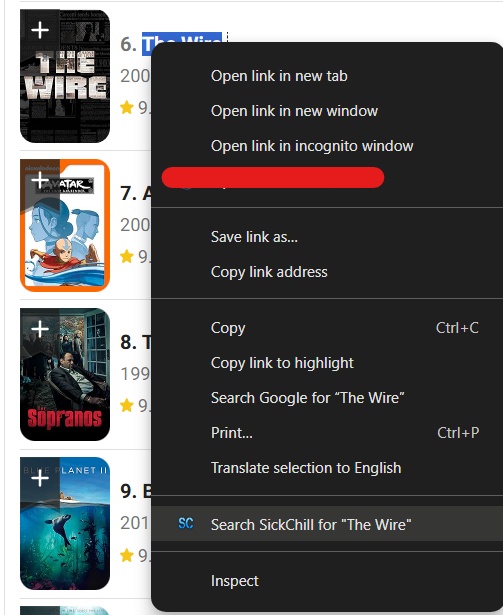 6. The Wire
THE
WIRE
200
9.
AVATAR
7. A
200
9.
8. T
199
The
Sopranos
9.
BLUE PLANET II
9. B
201
9.
Open link in new tab
Open link in new window
Open link in incognito window
Save link as...
Copy link address
Copy Ctrl+C
Copy link to highlight
Search Google for “The Wire”
Print... Ctrl+P
Translate selection to English
SC Search SickChill for "The Wire"
Inspect